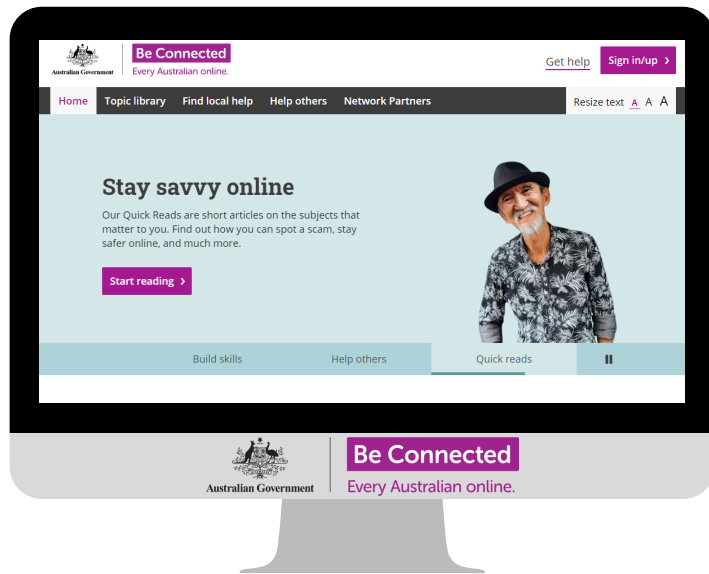 Be Connected
Every Australian online.
Australian Government
Get help
Sign in/up
Home Topic library Find local help Help others Network Partners
Resize text A A A
Stay savvy online
Our Quick Reads are short articles on the subjects that
matter to you. Find out how you can spot a scam, stay
safer online, and much more.
Start reading
Build skills Help others Quick reads
Australian Government
Be Connected
Every Australian online.